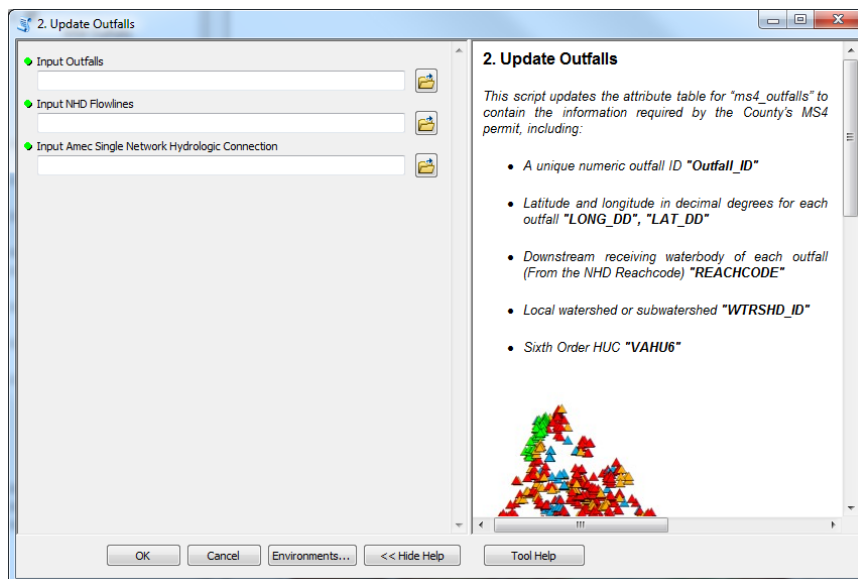 2. Update Outfalls
Input Outfalls
Input NHD Flowlines
Input Amec Single Network Hydrologic Connection
2. Update Outfalls
This script updates the attribute table for “ms4_outfalls” to
contain the information required by the County's MS4
permit, including:
• A unique numeric outfall ID "Outfall_ID"
• Latitude and longitude in decimal degrees for each
outfall "LONG_DD", "LAT_DD"
• Downstream receiving waterbody of each outfall
(From the NHD Reachcode) "REACHCODE"
• Local watershed or subwatershed "WTRSHD_ID"
• Sixth Order HUC "VAHU6"
OK
Cancel
Environments...
<< Hide Help
Tool Help